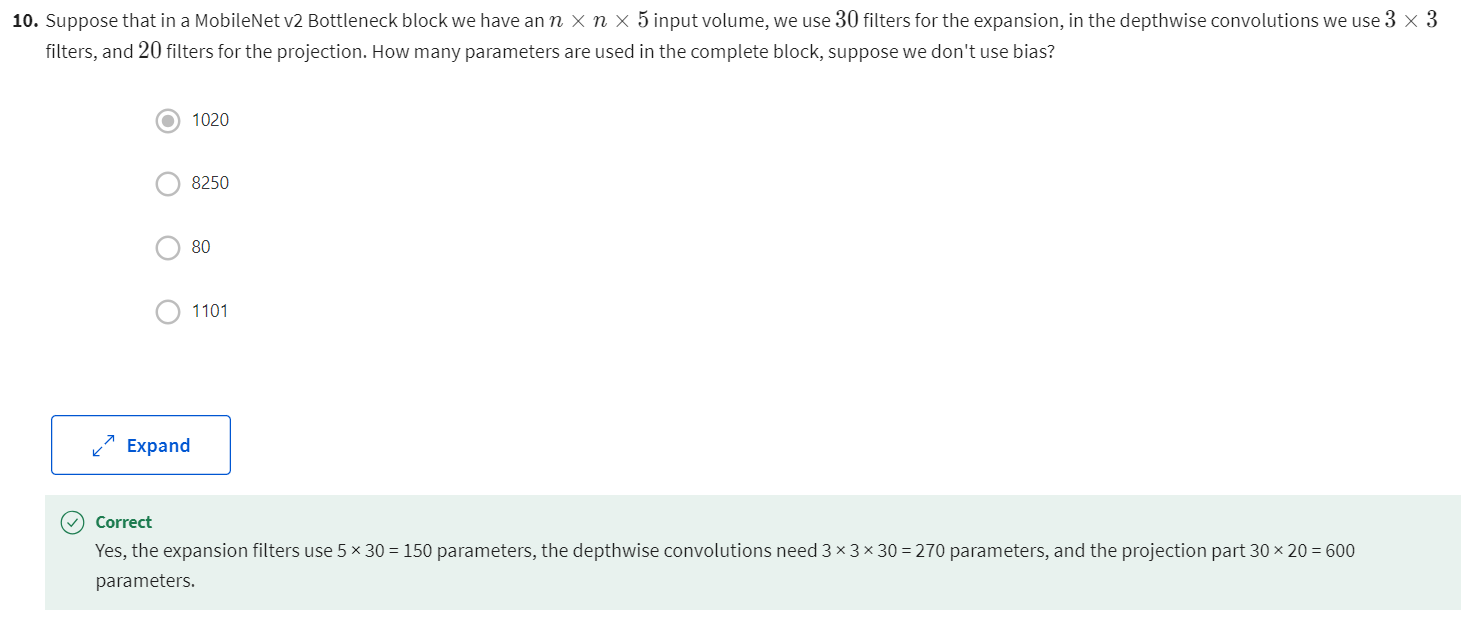 10. Suppose that in a MobileNet v2 Bottleneck block we have an n × n × 5 input volume, we use 30 filters for the expansion, in the depthwise convolutions we use 3 × 3
filters, and 20 filters for the projection. How many parameters are used in the complete block, suppose we don't use bias?
1020
8250
80
1101
Expand
Correct
Yes, the expansion filters use 5 × 30 = 150 parameters, the depthwise convolutions need 3 × 3 × 30 = 270 parameters, and the projection part 30 × 20 = 600
parameters.